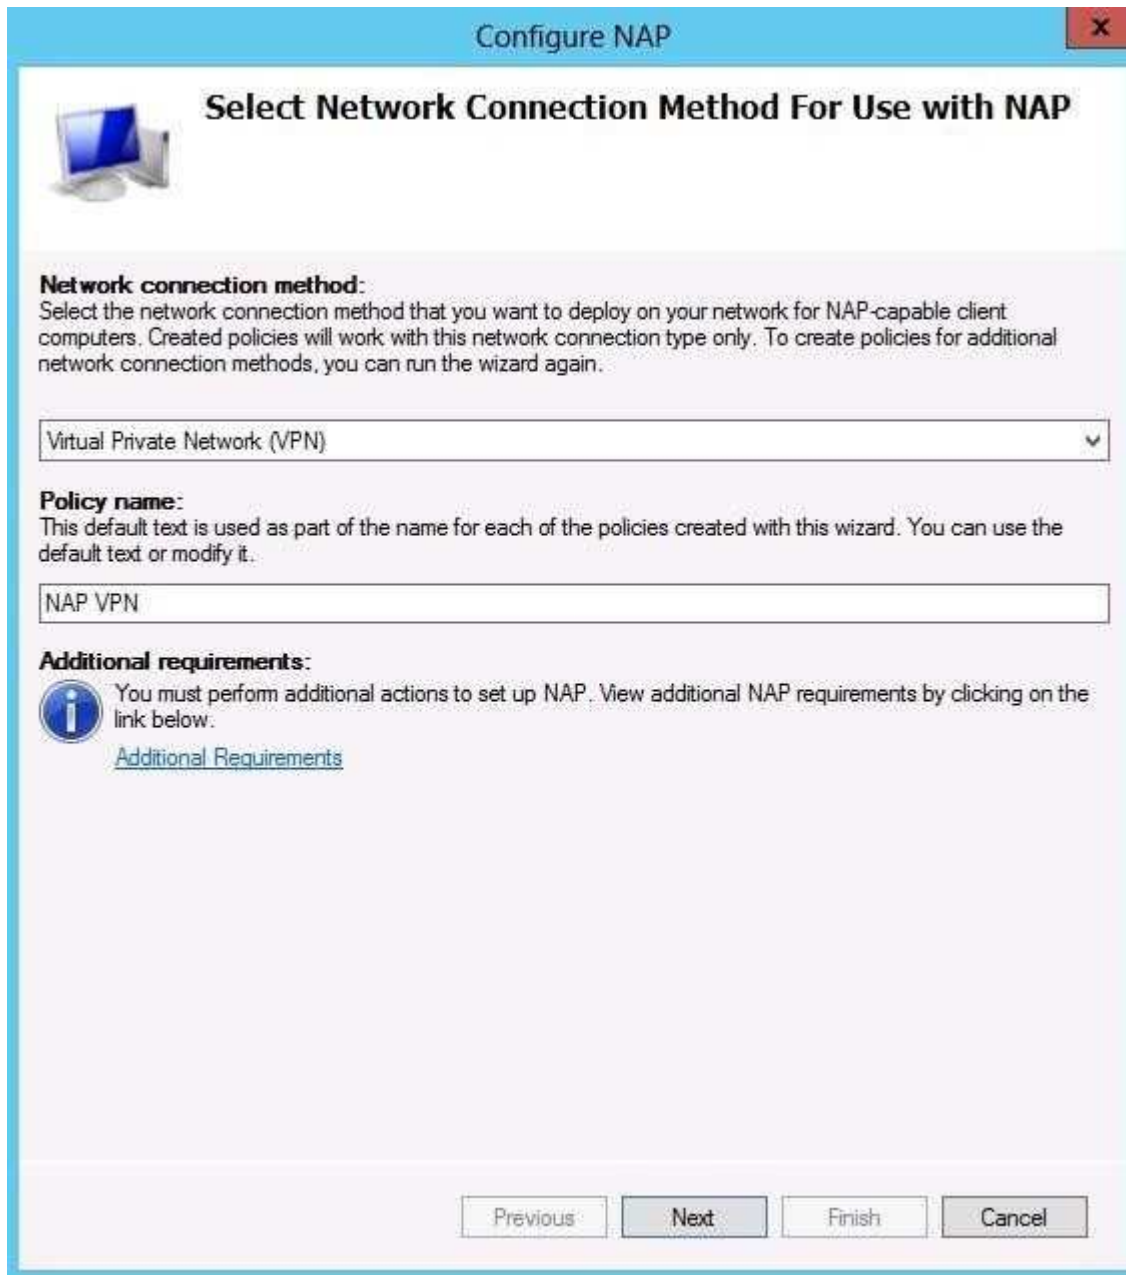 Configure NAP
x
Select Network Connection Method For Use with NAP
Network connection method:
Select the network connection method that you want to deploy on your network for NAP-capable client
computers. Created policies will work with this network connection type only. To create policies for additional
network connection methods, you can run the wizard again.
Virtual Private Network (VPN)
Policy name:
This default text is used as part of the name for each of the policies created with this wizard. You can use the
default text or modify it.
NAP VPN
Additional requirements:
You must perform additional actions to set up NAP. View additional NAP requirements by clicking on the
link below.
Additional Requirements
Previous Next Finish Cancel